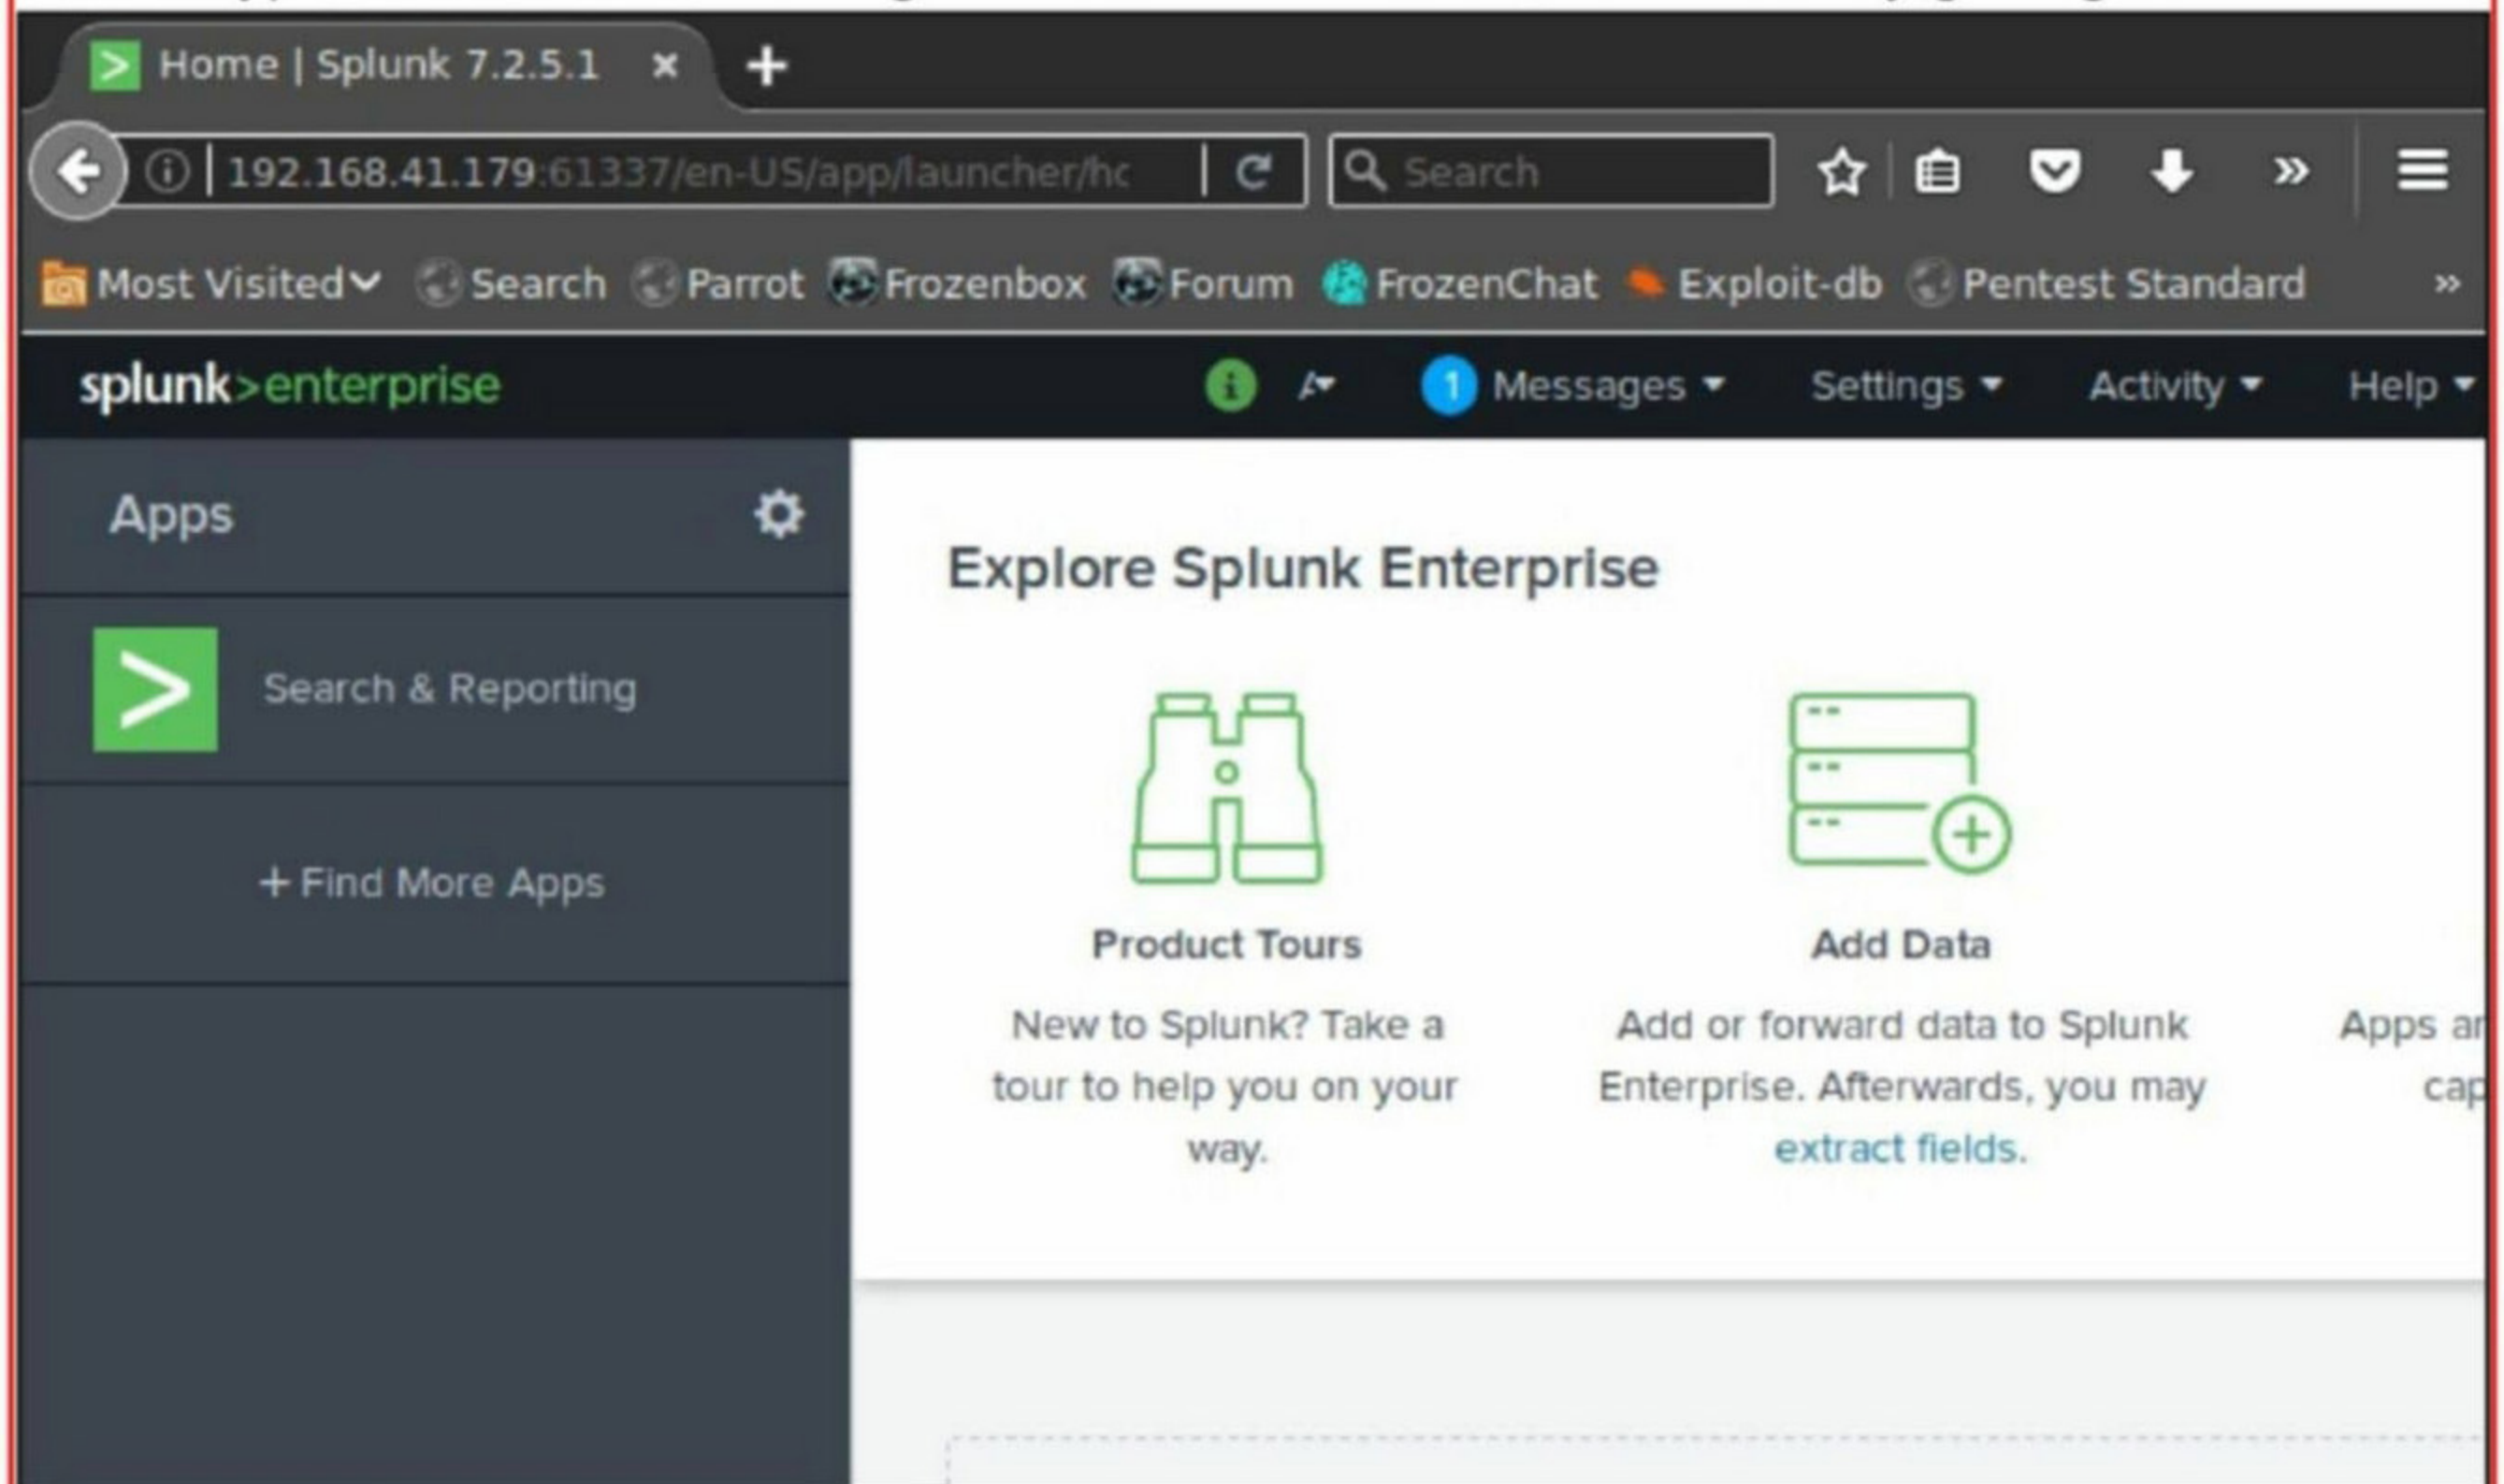 Home | Splunk 7.2.5.1
192.168.41.179:61337/en-US/app/launcher/hc
Search
Most Visited Search Parrot Frozenbox Forum FrozenChat Exploit-db Pentest Standard »
splunk>enterprise 1 Messages Settings Activity Help
Apps
Search & Reporting
+ Find More Apps
Explore Splunk Enterprise
Product Tours
New to Splunk? Take a
tour to help you on your
way.
Add Data
Add or forward data to Splunk
Enterprise. Afterwards, you may
extract fields.
Apps ar
cap